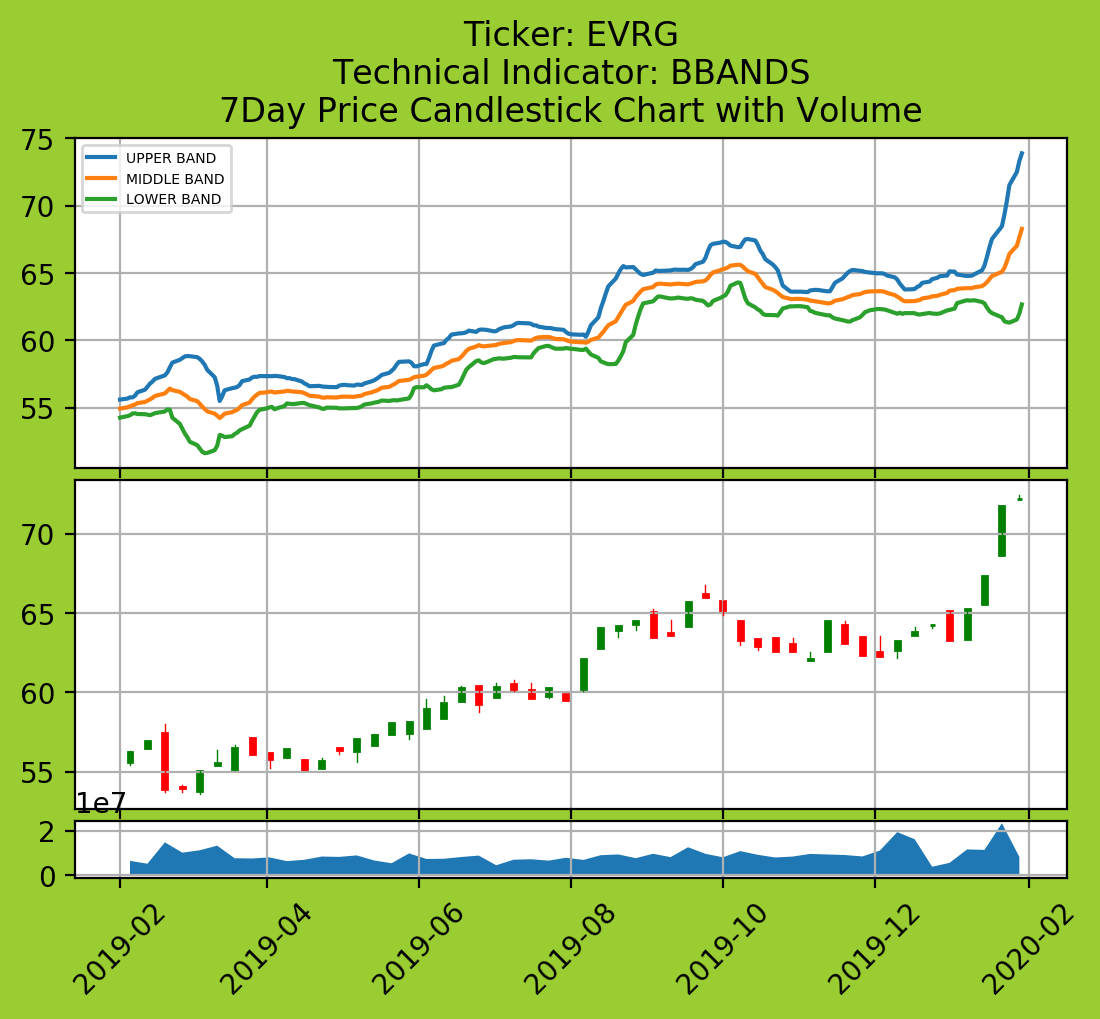 Ticker: EVRG
Technical Indicator: BBANDS
7Day Price Candlestick Chart with Volume
75
70
65
60
55
UPPER BAND
MIDDLE BAND
LOWER BAND
70
65
60
55
1e7
2
0
2019-02
2019-04
2019-06
2019-08
2019-10
2019-12
2020-02